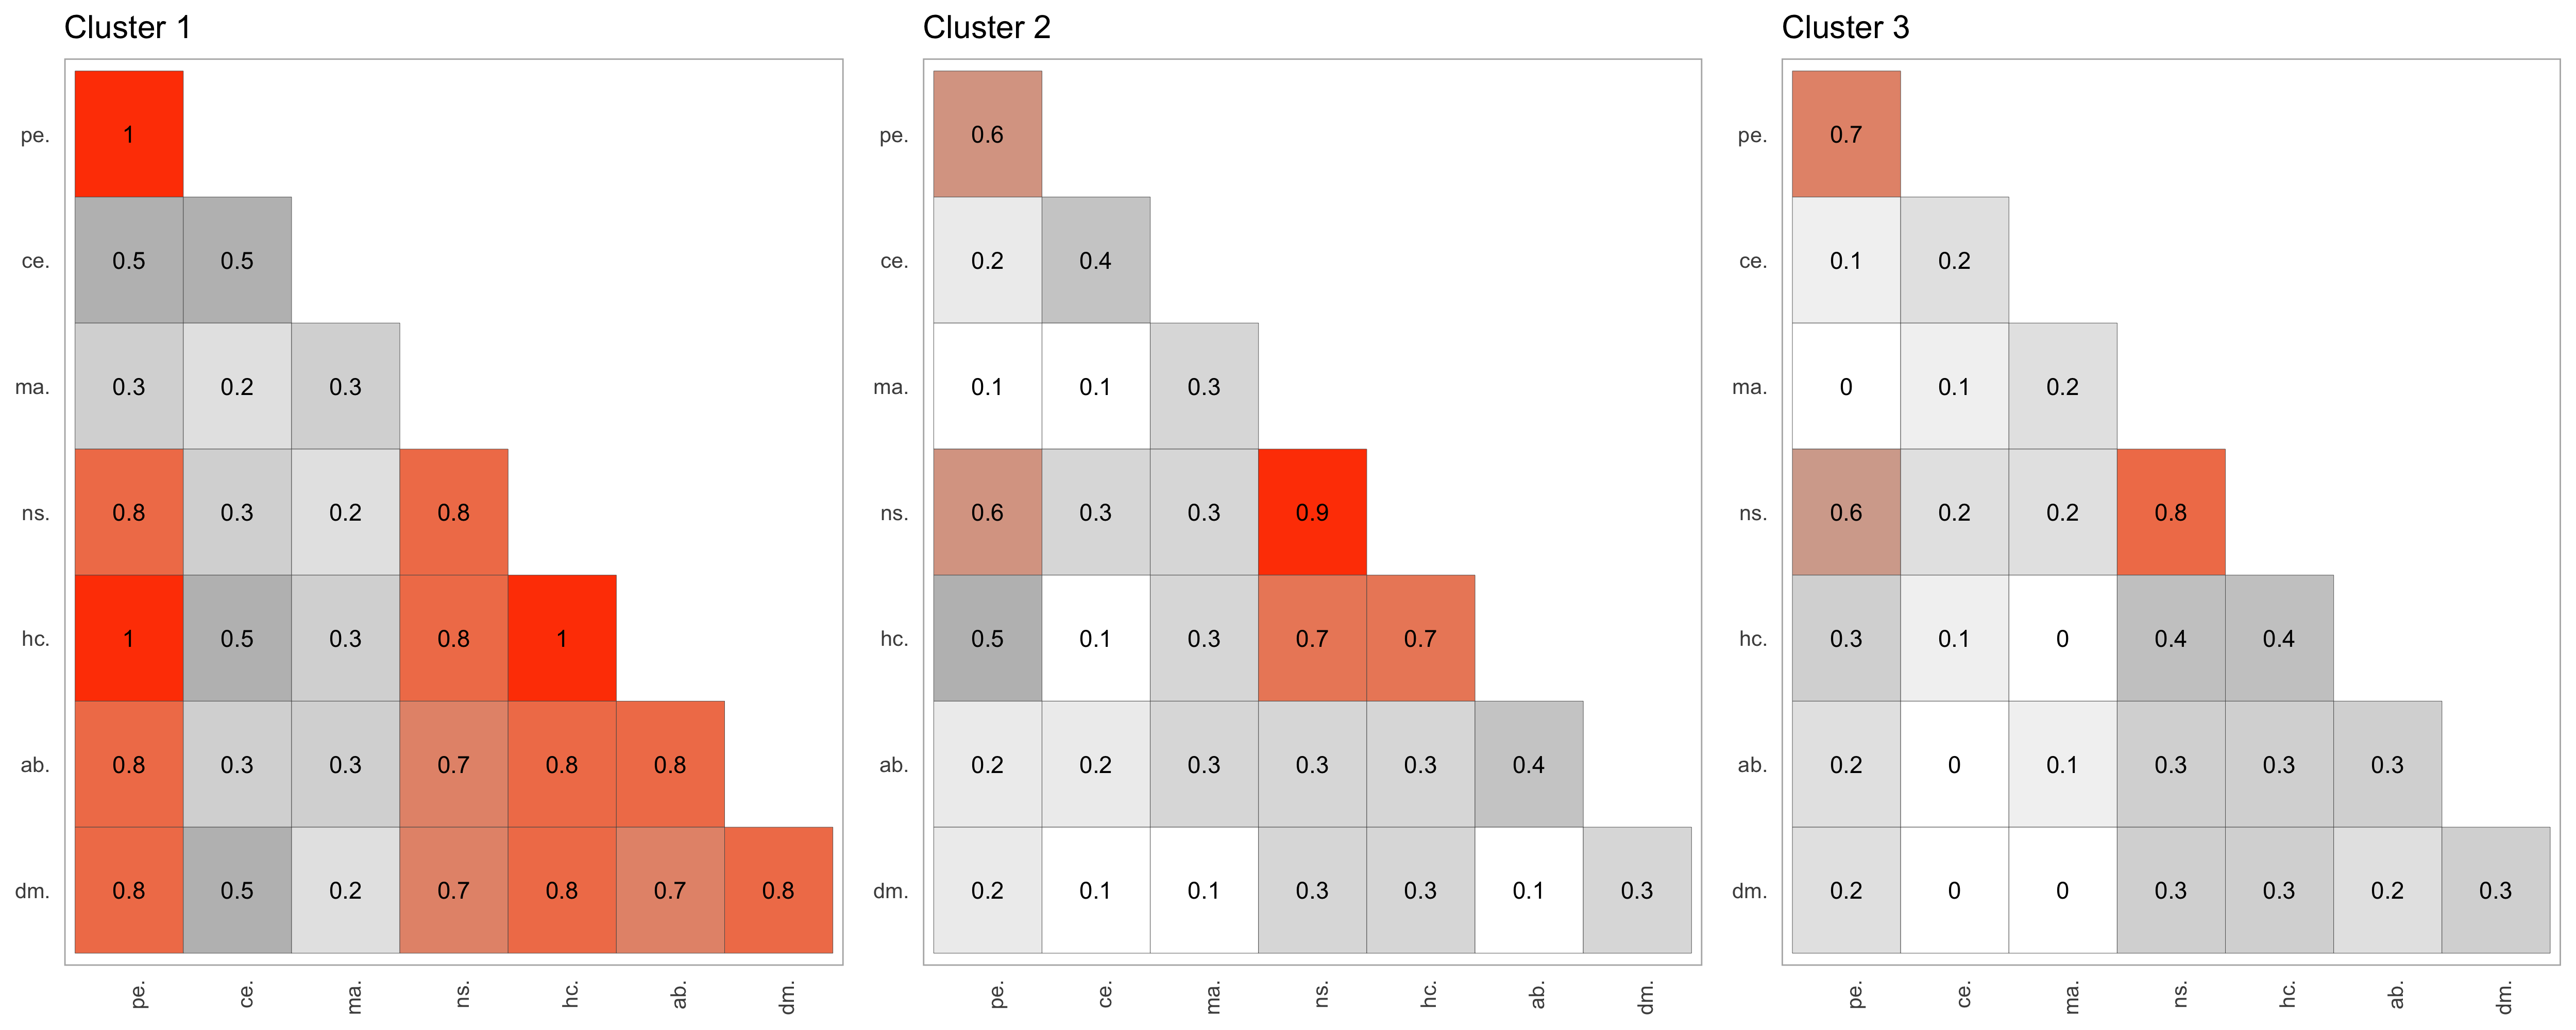 Cluster 1
pe. 1
ce. 0.5 0.5
ma. 0.3 0.2 0.3
ns. 0.8 0.3 0.2 0.8
hc. 1 0.5 0.3 0.8 1
ab. 0.8 0.3 0.3 0.7 0.8 0.8
dm. 0.8 0.5 0.2 0.7 0.8 0.7 0.8
pe. ce. ma. ns. hc. ab. dm.
Cluster 2
pe. 0.6
ce. 0.2 0.4
ma. 0.1 0.1 0.3
ns. 0.6 0.3 0.3 0.9
hc. 0.5 0.1 0.3 0.7 0.7
ab. 0.2 0.2 0.3 0.3 0.3 0.4
dm. 0.2 0.1 0.1 0.3 0.3 0.1 0.3
pe. ce. ma. ns. hc. ab. dm.
Cluster 3
pe. 0.7
ce. 0.1 0.2
ma. 0 0.1 0.2
ns. 0.6 0.2 0.2 0.8
hc. 0.3 0.1 0 0.4 0.4
ab. 0.2 0 0.1 0.3 0.3 0.3
dm. 0.2 0 0 0.3 0.3 0.2 0.3
pe. ce. ma. ns. hc. ab. dm.